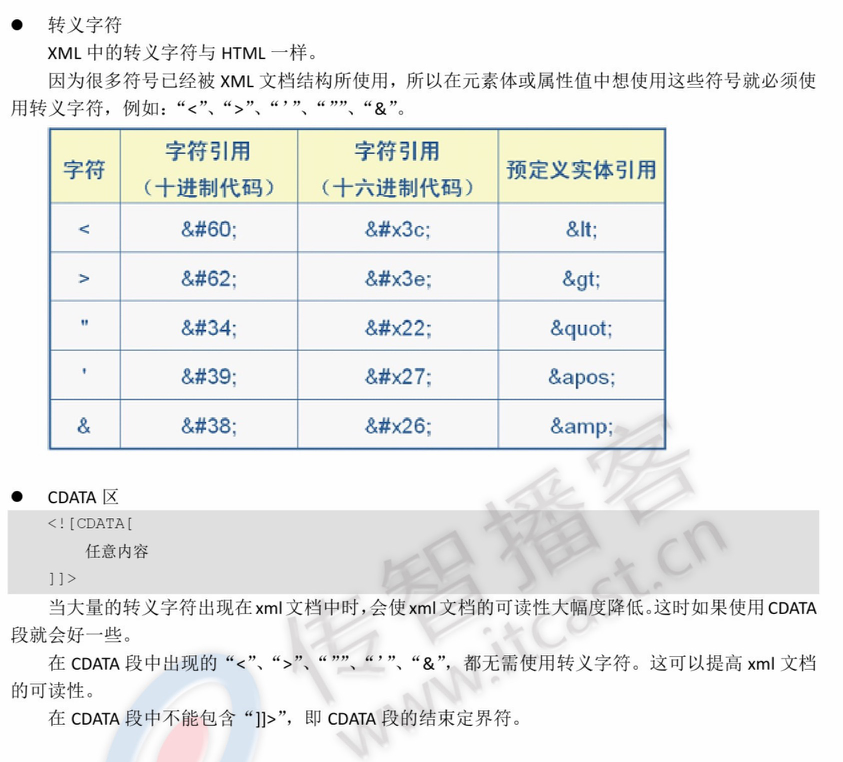 ● 转义字符
XML 中的转义字符与 HTML 一样。
因为很多符号已经被 XML 文档结构所使用，所以在元素体或属性值中想使用这些符号就必须使
用转义字符，例如：“<”、“>”、“'”、“"”、“&”。
字符 字符引用（十进制代码） 字符引用（十六进制代码） 预定义实体引用
< &#60; &#x3c; &lt;
> &#62; &#x3e; &gt;
" &#34; &#x22; &quot;
' &#39; &#x27; &apos;
& &#38; &#x26; &amp;
● CDATA 区
<![CDATA[
任意内容
]]>
当大量的转义字符出现在 xml 文档中时，会使 xml 文档的可读性大幅度降低。这时如果使用 CDATA
段就会好一些。
在 CDATA 段中出现的“<”、“>”、“"”、“'”、“&”，都无需使用转义字符。这可以提高 xml 文档
的可读性。
在 CDATA 段中不能包含“]]>”，即 CDATA 段的结束定界符。
传智播客
www.itcast.cn